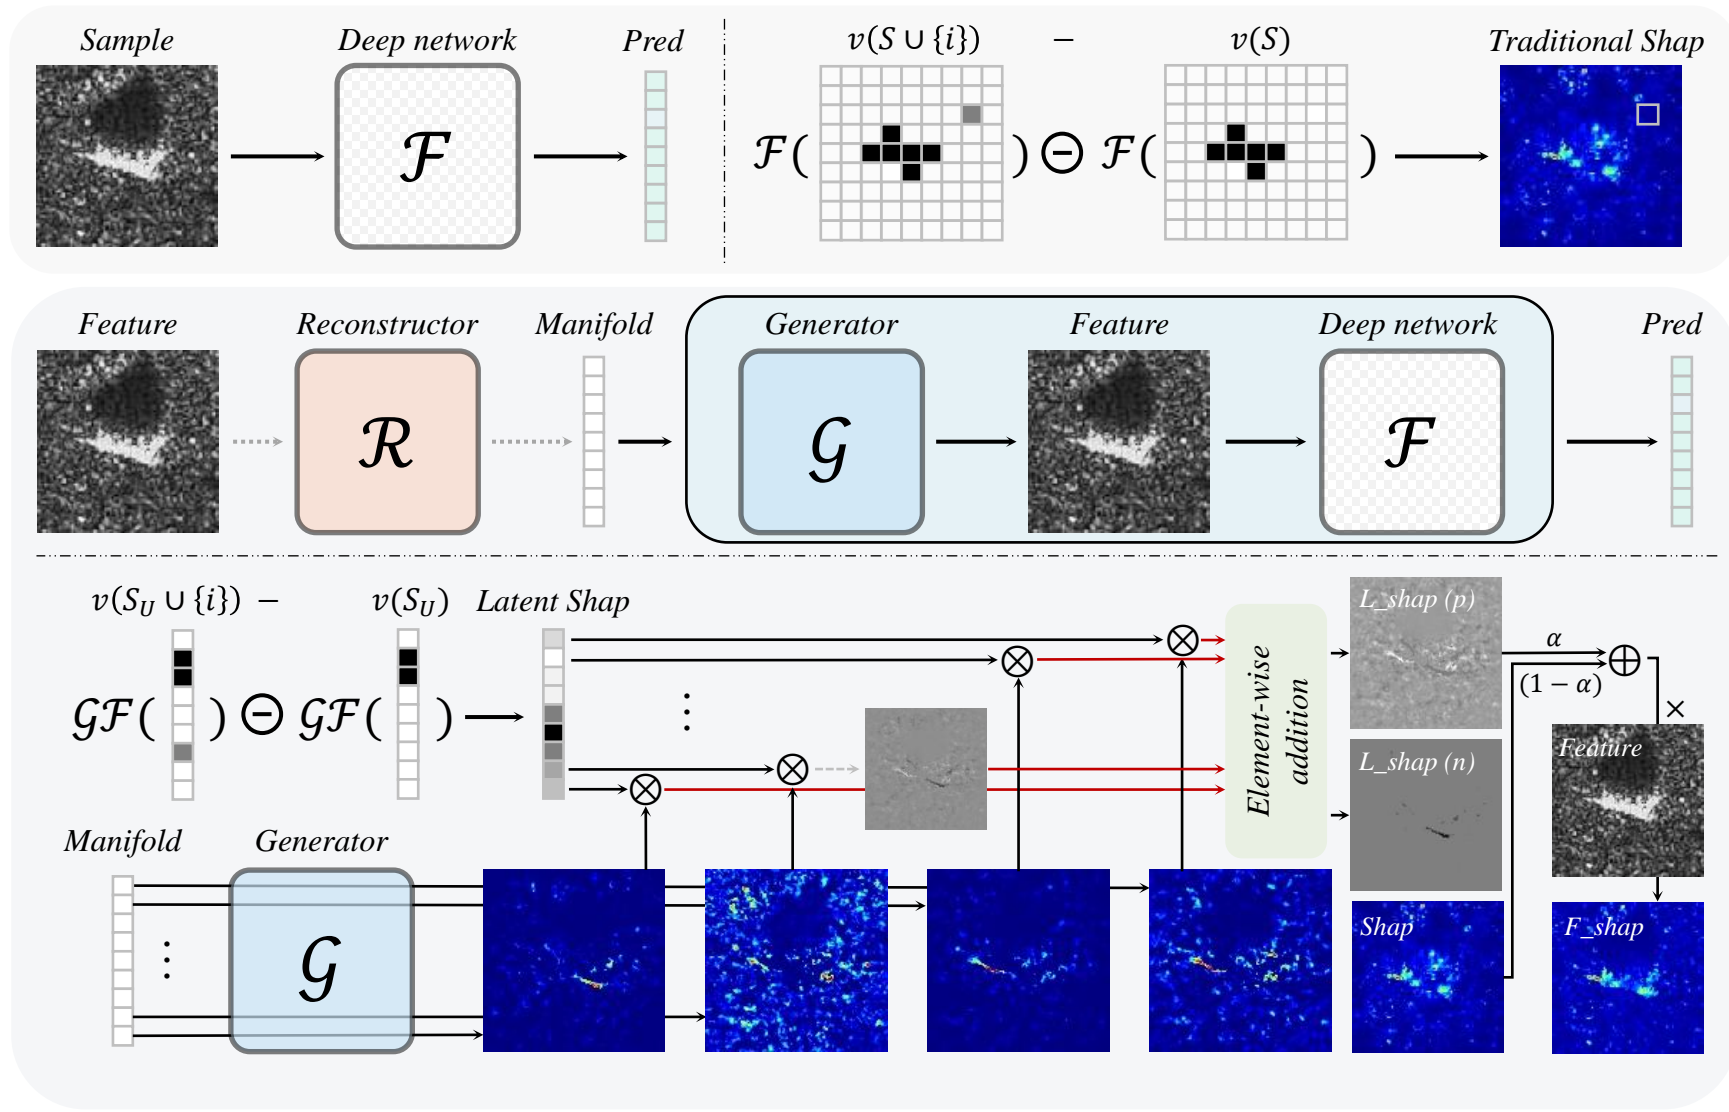 Sample Deep network Pred v(S ∪ {i}) − v(S) Traditional Shap
ℱ ℱ( ) ⊖ ℱ( )
Feature Reconstructor Manifold Generator Feature Deep network Pred
ℛ 𝒢 ℱ
v(S_U ∪ {i}) − v(S_U) Latent Shap
𝒢ℱ( ) ⊖ 𝒢ℱ( )
⊗
⊗
⋮
⊗
⊗
Element-wise
addition
L_shap (p)
α
⊕
(1 − α)
×
L_shap (n)
Feature
Manifold Generator
⋮
𝒢
Shap
F_shap